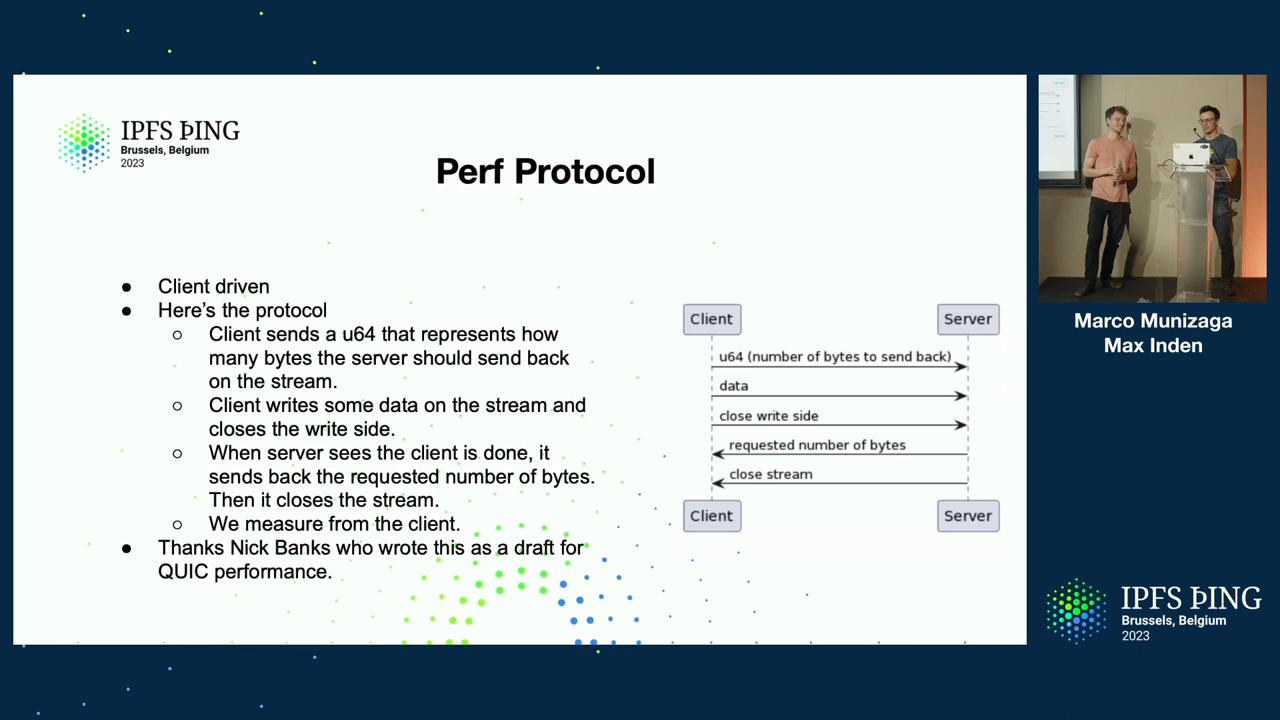 IPFS ÞING
Brussels, Belgium
2023
Perf Protocol
● Client driven
● Here's the protocol
○ Client sends a u64 that represents how
many bytes the server should send back
on the stream.
○ Client writes some data on the stream and
closes the write side.
○ When server sees the client is done, it
sends back the requested number of bytes.
Then it closes the stream.
○ We measure from the client.
● Thanks Nick Banks who wrote this as a draft for
QUIC performance.
Client
Server
u64 (number of bytes to send back)
data
close write side
requested number of bytes
close stream
Client
Server
Marco Munizaga
Max Inden
IPFS ÞING
Brussels, Belgium
2023